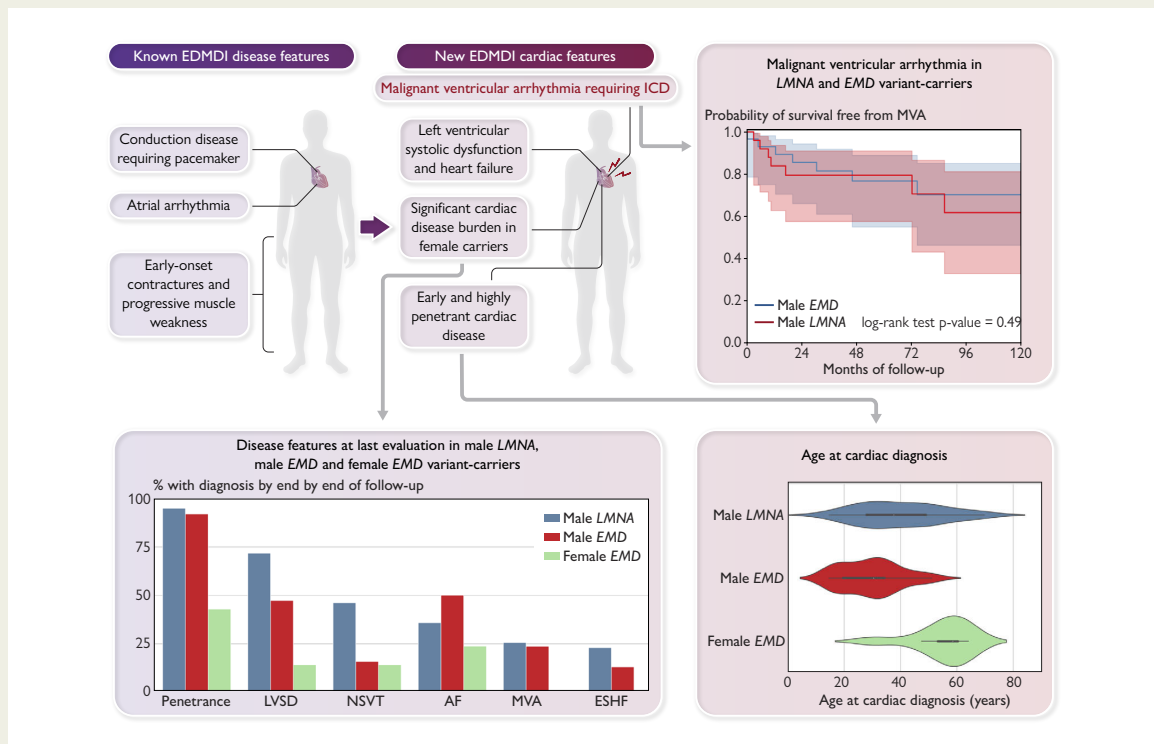 Known EDMDI disease features
Conduction disease
requiring pacemaker
Atrial arrhythmia
Early-onset
contractures and
progressive muscle
weakness
New EDMDI cardiac features
Malignant ventricular arrhythmia requiring ICD
Left ventricular
systolic dysfunction
and heart failure
Significant cardiac
disease burden in
female carriers
Early and highly
penetrant cardiac
disease
Malignant ventricular arrhythmia in
LMNA and EMD variant-carriers
Probability of survival free from MVA
1.0
0.8
0.6
0.4
0.2
0.0
Male EMD
Male LMNA log-rank test p-value = 0.49
0 24 48 72 96 120
Months of follow-up
Disease features at last evaluation in male LMNA,
male EMD and female EMD variant-carriers
% with diagnosis by end by end of follow-up
100
75
50
25
0
Male LMNA
Male EMD
Female EMD
Penetrance LVSD NSVT AF MVA ESHF
Age at cardiac diagnosis
Male LMNA
Male EMD
Female EMD
0 20 40 60 80
Age at cardiac diagnosis (years)